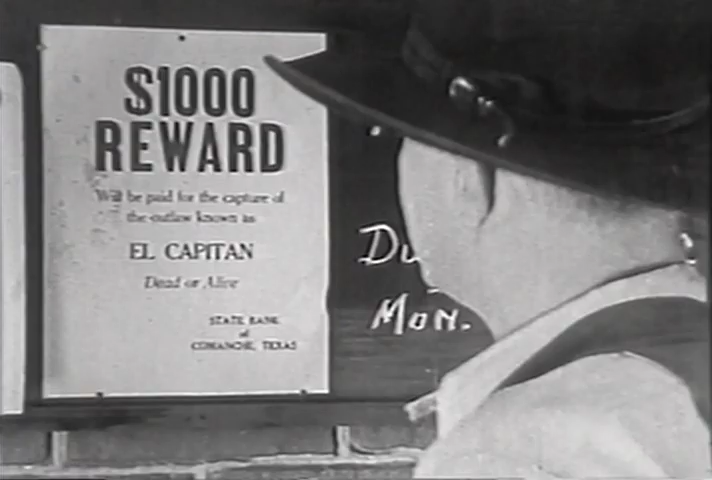 $1000
REWARD
Will be paid for the capture of
the outlaw known as
EL CAPITAN
Dead or Alive
STATE BANK
of
COMANCHE, TEXAS
Du
Mon.